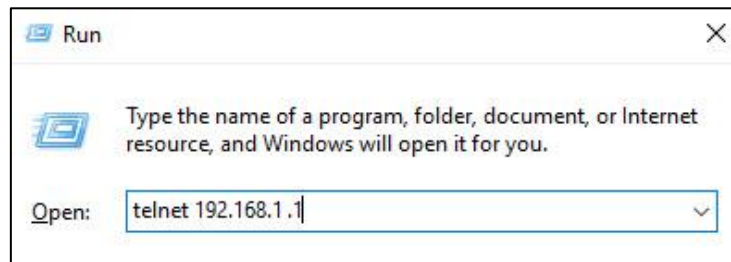 Run
Type the name of a program, folder, document, or Internet
resource, and Windows will open it for you.
Open: telnet 192.168.1 .1